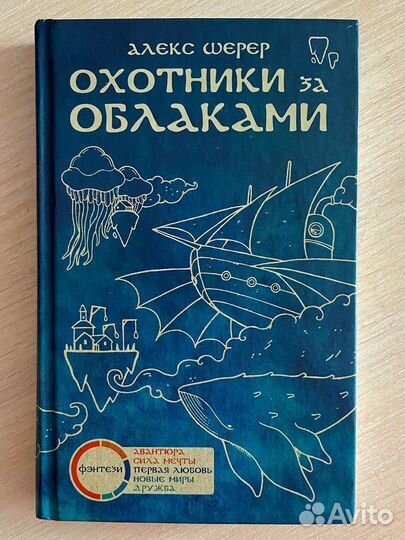 АЛЕКС ШЕРЕР
ОХОТНИКИ ЗА
ОБЛАКАМИ
ФЭНТЕЗИ
АВАНТЮРА
СИЛА МЕЧТЫ
ПЕРВАЯ ЛЮБОВЬ
НОВЫЕ МИРЫ
ДРУЖБА
Avito